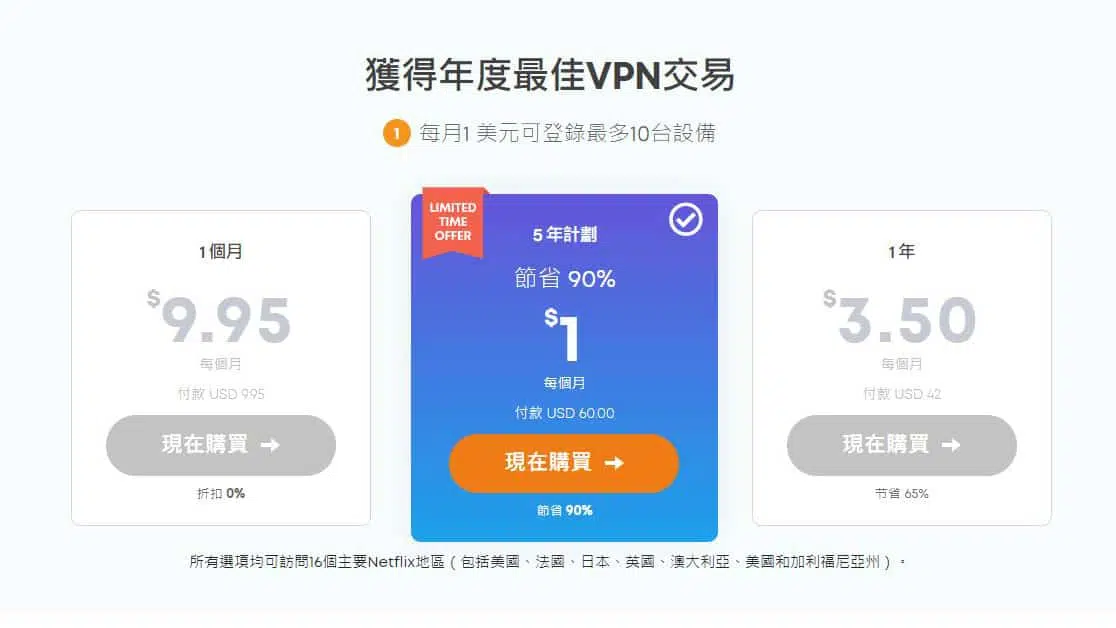 獲得年度最佳VPN交易
1 每月1 美元可登錄最多10台設備
1 個月
$9.95
每個月
付款 USD 9.95
現在購買 →
折扣 0%
LIMITED
TIME
OFFER
5 年計劃
節省 90%
$1
每個月
付款 USD 60.00
現在購買 →
節省 90%
1 年
$3.50
每個月
付款 USD 42
現在購買 →
节省 65%
所有選項均可訪問16個主要Netflix地區（包括美國、法國、日本、英國、澳大利亞、美國和加利福尼亞州）。